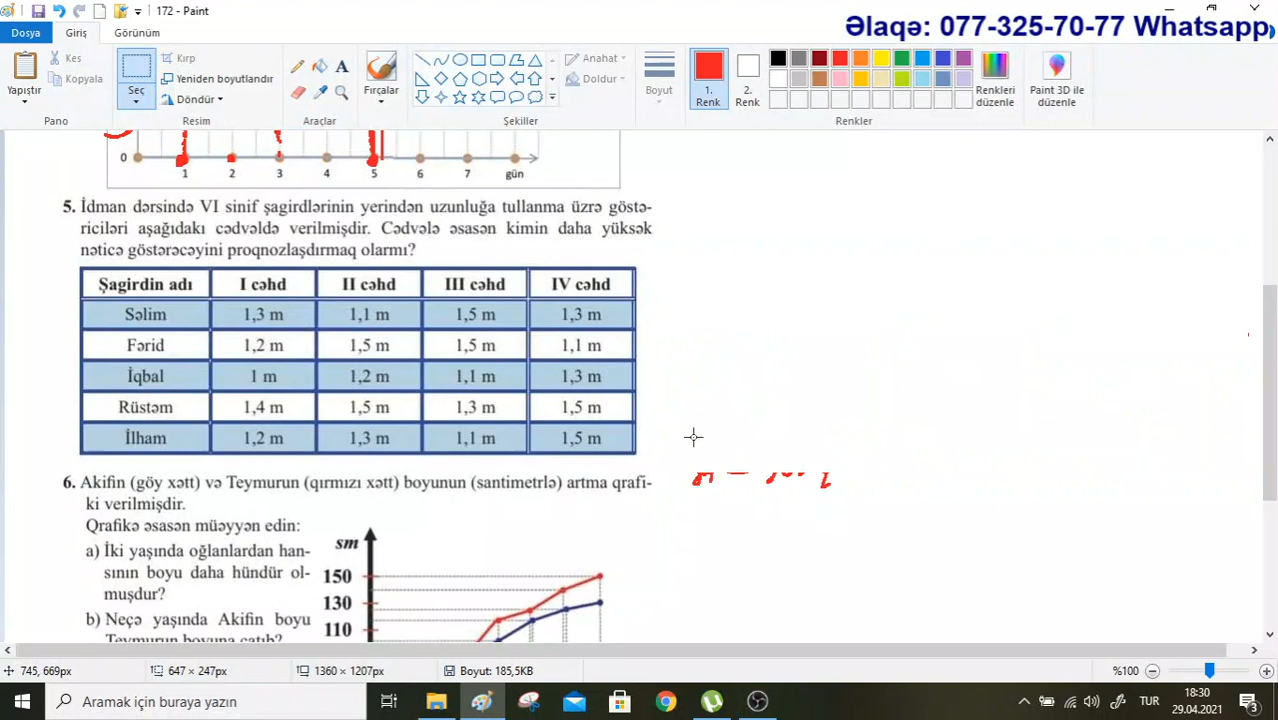 172 - Paint
Əlaqə: 077-325-70-77 Whatsapp
Dosya
Giriş
Görünüm
Yapıştır
Kes
Kopyala
Pano
Seç
Kırp
Yeniden boyutlandır
Döndür
Resim
A
Araçlar
Fırçalar
Anahat
Doldur
Şekiller
Boyut
1. Renk
2. Renk
Renkleri düzenle
Renkler
Paint 3D ile düzenle
0
1 2 3 4 5 6 7 gün
5. İdman dərsində VI sinif şagirdlərinin yerindən uzunluğa tullanma üzrə göstə-
riciləri aşağıdakı cədvəldə verilmişdir. Cədvələ əsasən kimin daha yüksək
nəticə göstərəcəyini proqnozlaşdırmaq olarmı?
Şagirdin adı I cəhd II cəhd III cəhd IV cəhd
Səlim 1,3 m 1,1 m 1,5 m 1,3 m
Fərid 1,2 m 1,5 m 1,5 m 1,1 m
İqbal 1 m 1,2 m 1,1 m 1,3 m
Rüstəm 1,4 m 1,5 m 1,3 m 1,5 m
İlham 1,2 m 1,3 m 1,1 m 1,5 m
6. Akifin (göy xətt) və Teymurun (qırmızı xətt) boyunun (santimetrlə) artma qrafi-
ki verilmişdir.
Qrafikə əsasən müəyyən edin:
a) İki yaşında oğlanlardan han-
sının boyu daha hündür ol-
muşdur?
b) Neçə yaşında Akifin boyu
Teymurun boyuna çatıb?
sm
150
130
110
745, 669px
647 × 247px
1360 × 1207px
Boyut: 185,5KB
%100
Aramak için buraya yazın
TUR
18:30
29.04.2021
3